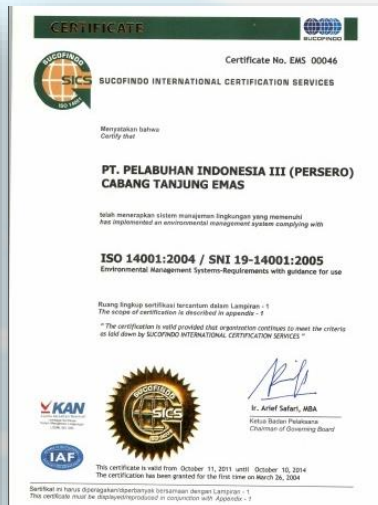 CERTIFICATE
SUCOFINDO
Certificate No. EMS 00046
SUCOFINDO
SICS
ISO 14001
SUCOFINDO INTERNATIONAL CERTIFICATION SERVICES
Menyatakan bahwa
Certify that
PT. PELABUHAN INDONESIA III (PERSERO)
CABANG TANJUNG EMAS
telah menerapkan sistem manajemen lingkungan yang memenuhi
has implemented an environmental management system complying with
ISO 14001:2004 / SNI 19-14001:2005
Environmental Management Systems-Requirements with guidance for use
Ruang lingkup sertifikasi tercantum dalam Lampiran - 1
The scope of certification is described in appendix - 1
" The certification is valid provided that organization continues to meet the criteria
as laid down by SUCOFINDO INTERNATIONAL CERTIFICATION SERVICES "
KAN
SUCOFINDO
SICS
Ir. Arief Safari, MBA
Ketua Badan Pelaksana
Chairman of Governing Board
IAF
This certificate is valid from October 11, 2011 until October 10, 2014
The certification has been granted for the first time on March 26, 2004
Sertifikat ini harus diperagakan/diperbanyak bersamaan dengan Lampiran - 1
This certificate must be displayed/reproduced in conjunction with Appendix - 1